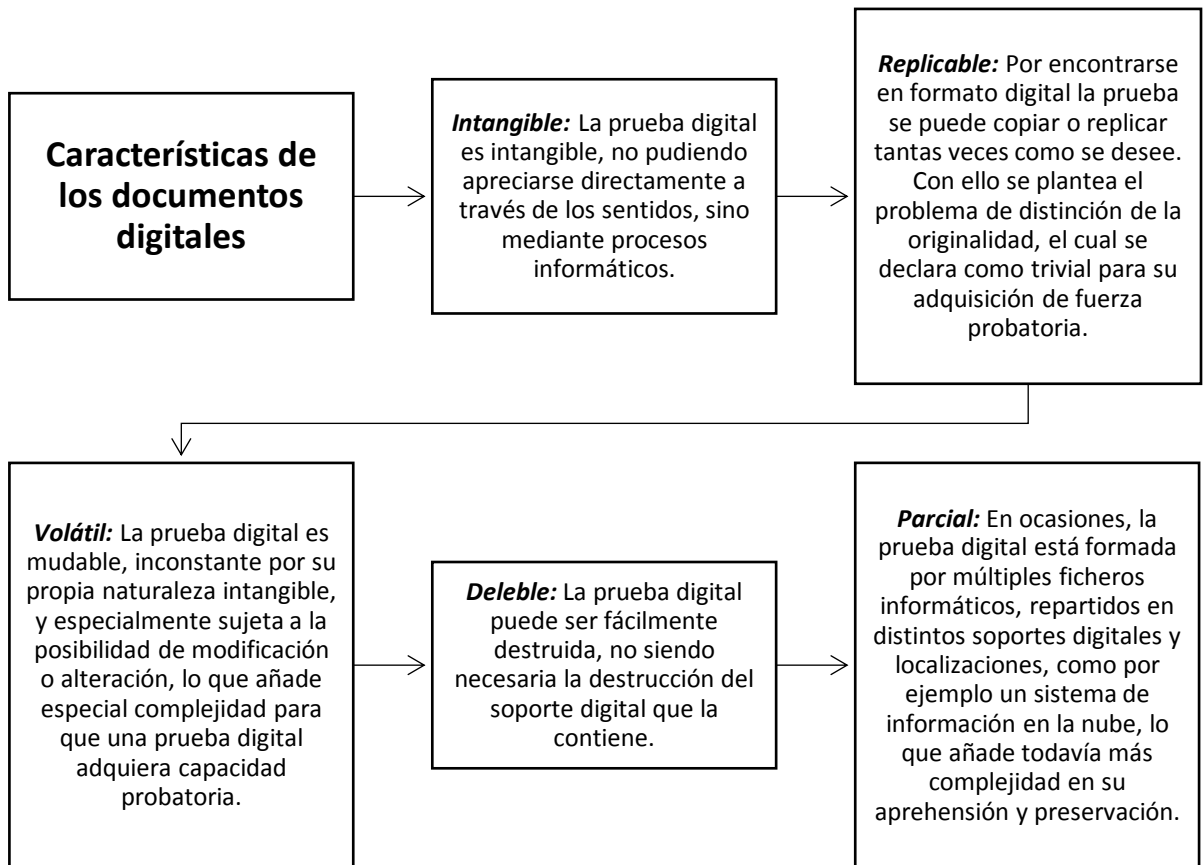 Características de
los documentos
digitales
Intangible: La prueba digital
es intangible, no pudiendo
apreciarse directamente a
través de los sentidos, sino
mediante procesos
informáticos.
Replicable: Por encontrarse
en formato digital la prueba
se puede copiar o replicar
tantas veces como se desee.
Con ello se plantea el
problema de distinción de la
originalidad, el cual se
declara como trivial para su
adquisición de fuerza
probatoria.
Volátil: La prueba digital es
mudable, inconstante por su
propia naturaleza intangible,
y especialmente sujeta a la
posibilidad de modificación
o alteración, lo que añade
especial complejidad para
que una prueba digital
adquiera capacidad
probatoria.
Deleble: La prueba digital
puede ser fácilmente
destruida, no siendo
necesaria la destrucción del
soporte digital que la
contiene.
Parcial: En ocasiones, la
prueba digital está formada
por múltiples ficheros
informáticos, repartidos en
distintos soportes digitales y
localizaciones, como por
ejemplo un sistema de
información en la nube, lo
que añade todavía más
complejidad en su
aprehensión y preservación.